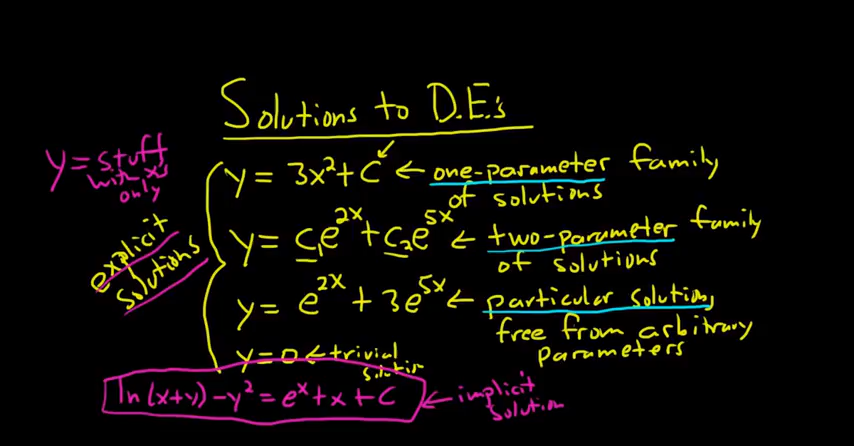 Solutions to D.E.'s
y = stuff
with x's
only
y = 3x² + C ← one-parameter family
of solutions
explicit
solutions
y = c₁e^{2x} + c₂e^{5x} ← two-parameter family
of solutions
y = e^{2x} + 3e^{5x} ← particular solution,
free from arbitrary
parameters
y = 0 ← trivial
solution
ln(x+y) - y² = eˣ + x + C ← implicit
solution